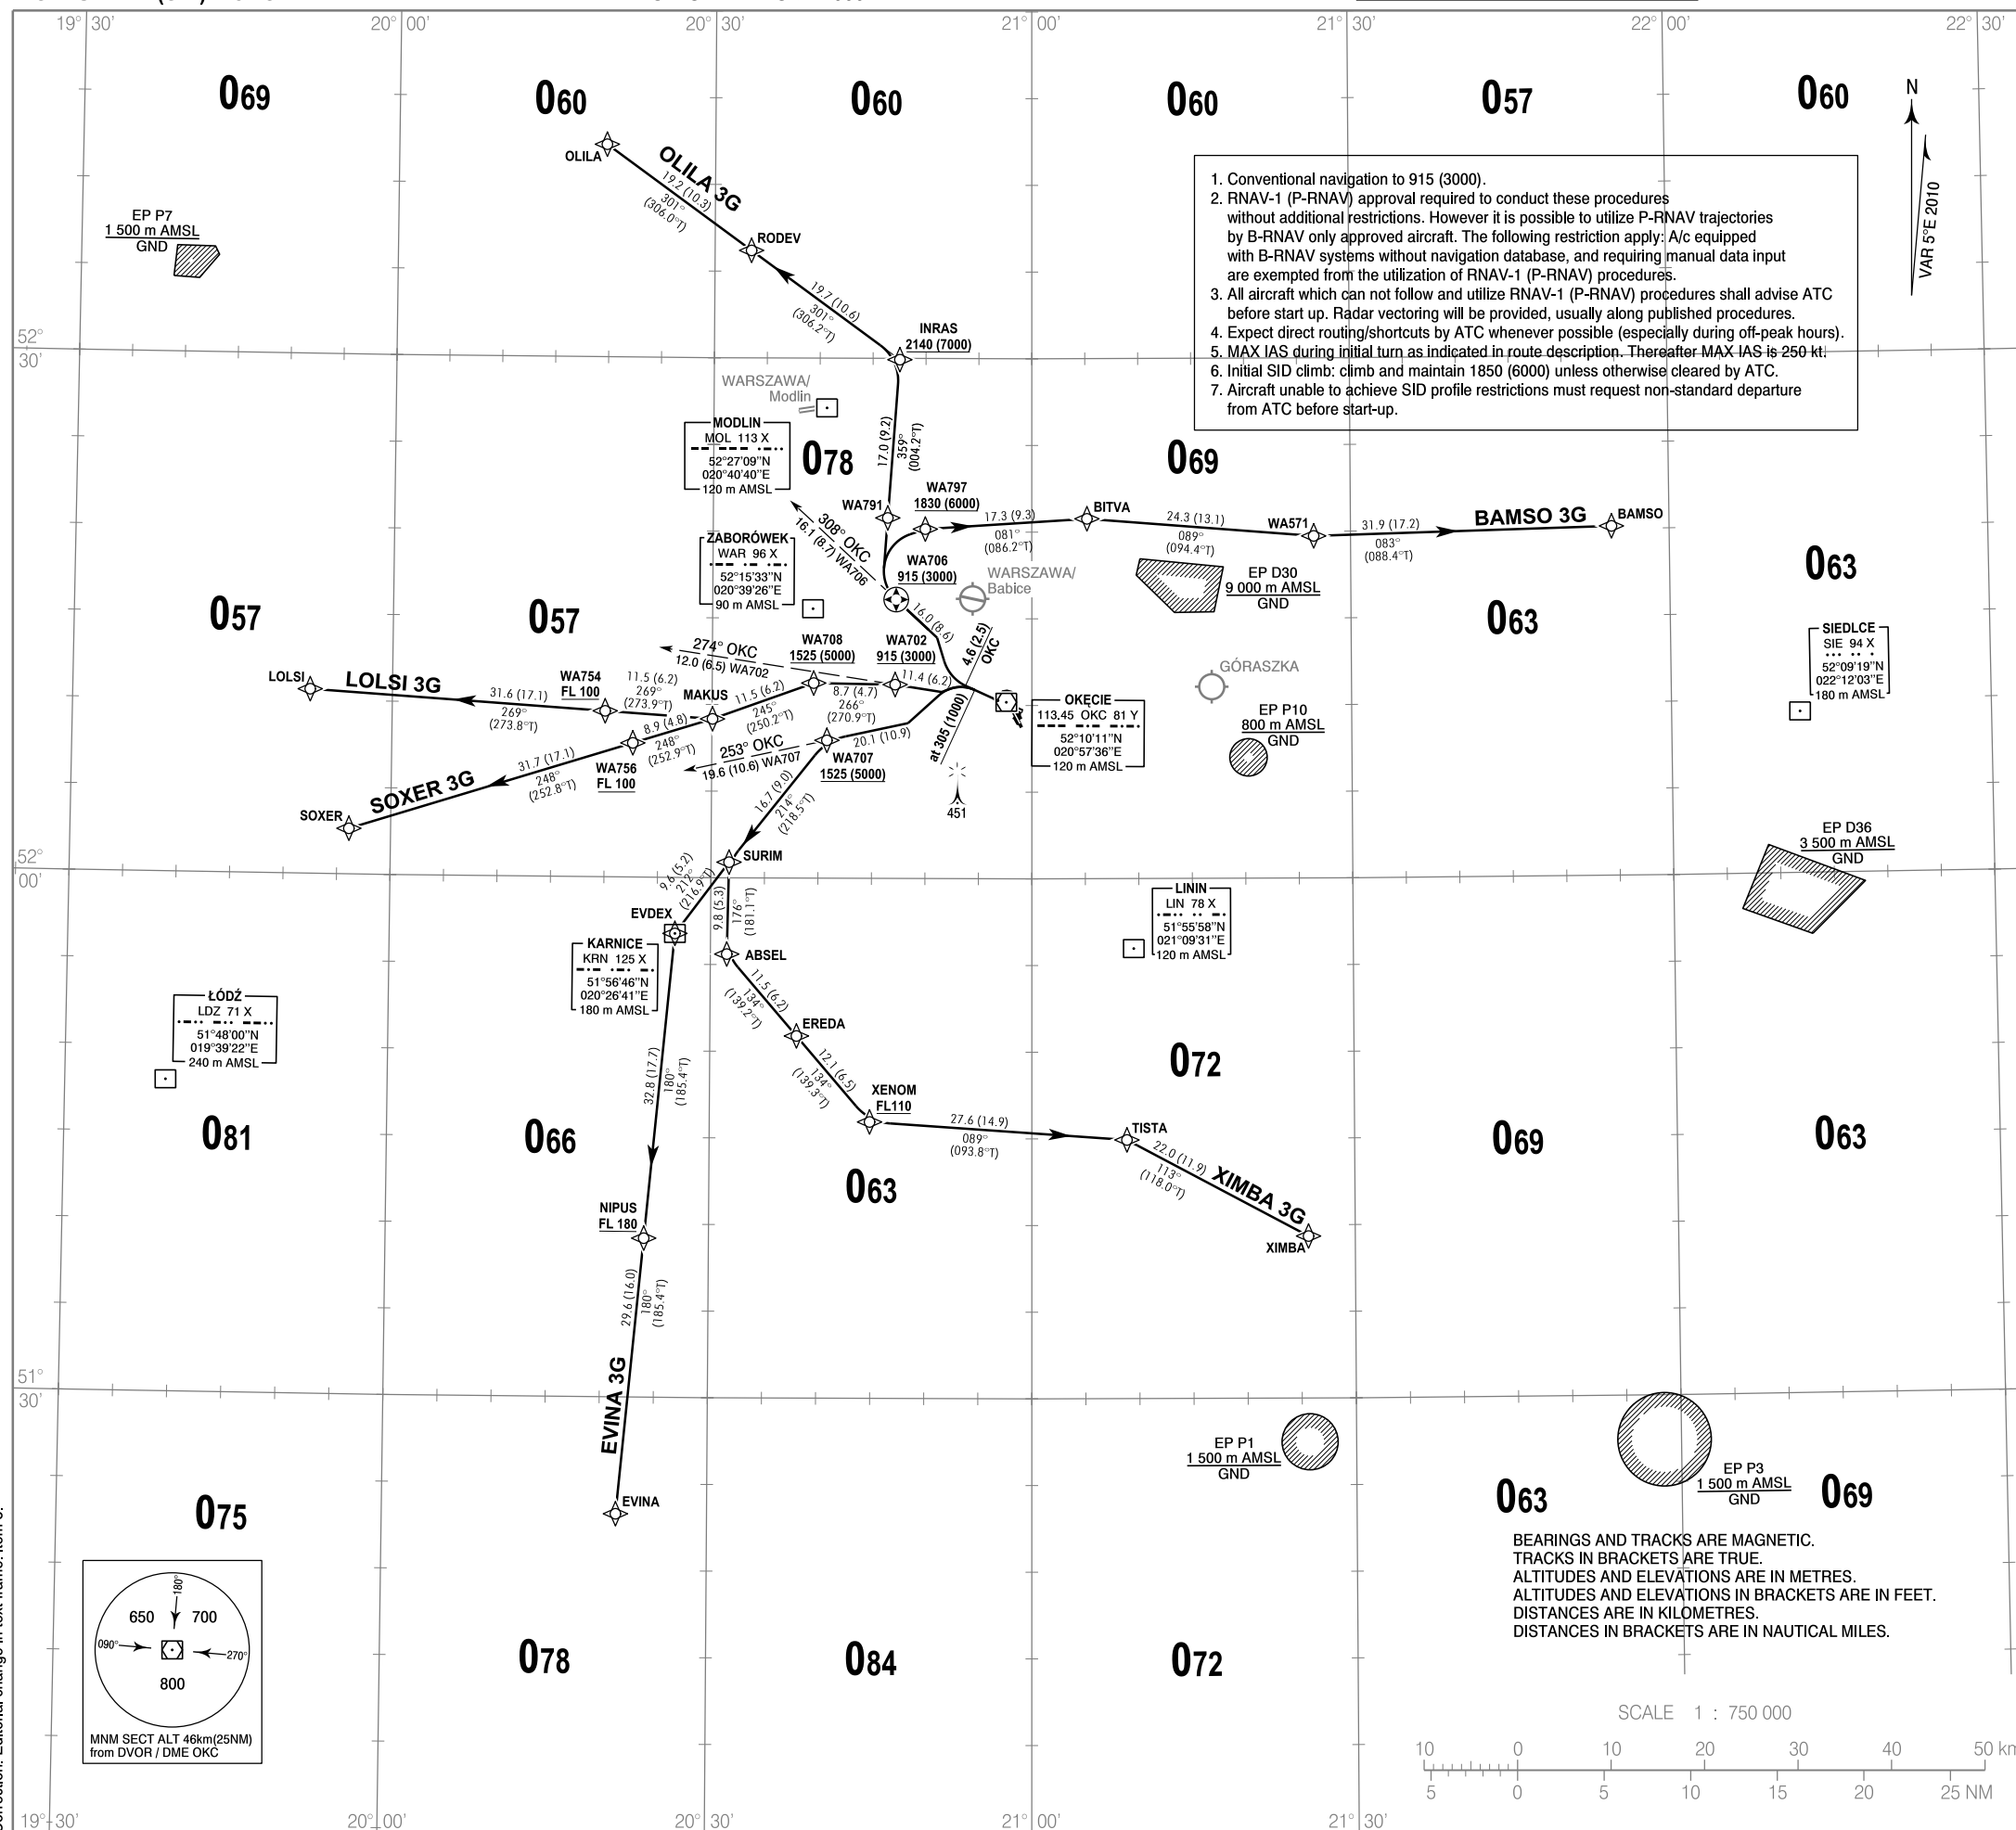 19° 30'
20° 00'
20° 30'
21° 00'
21° 30'
22° 00'
22° 30'
069
060
060
060
057
060
N
VAR 5°E 2010
OLILA
OLILA 3G
19.2 (10.3)
301°
(306.0°T)
RODEV
19.7 (10.6)
301°
(306.2°T)
INRAS
2140 (7000)
EP P7
1 500 m AMSL
GND
1. Conventional navigation to 915 (3000).
2. RNAV-1 (P-RNAV) approval required to conduct these procedures
without additional restrictions. However it is possible to utilize P-RNAV trajectories
by B-RNAV only approved aircraft. The following restriction apply: A/c equipped
with B-RNAV systems without navigation database, and requiring manual data input
are exempted from the utilization of RNAV-1 (P-RNAV) procedures.
3. All aircraft which can not follow and utilize RNAV-1 (P-RNAV) procedures shall advise ATC
before start up. Radar vectoring will be provided, usually along published procedures.
4. Expect direct routing/shortcuts by ATC whenever possible (especially during off-peak hours).
5. MAX IAS during initial turn as indicated in route description. Thereafter MAX IAS is 250 kt.
6. Initial SID climb: climb and maintain 1850 (6000) unless otherwise cleared by ATC.
7. Aircraft unable to achieve SID profile restrictions must request non-standard departure
from ATC before start-up.
52°
30'
WARSZAWA/
Modlin
MODLIN
MOL 113 X
52°27'09"N
020°40'40"E
120 m AMSL
078
17.0 (9.2)
359°
(004.2°T)
069
WA791
WA797
1830 (6000)
17.3 (9.3)
081°
(086.2°T)
BITVA
24.3 (13.1)
089°
(094.4°T)
WA571
31.9 (17.2)
083°
(088.4°T)
BAMSO 3G
BAMSO
308° OKC
16.1 (8.7) WA706
ZABORÓWEK
WAR 96 X
52°15'33"N
020°39'26"E
90 m AMSL
WA706
915 (3000)
WARSZAWA/
Babice
EP D30
9 000 m AMSL
GND
063
057
057
063
16.0 (8.6)
4.6 (2.5)
OKC
274° OKC
12.0 (6.5) WA702
WA708
1525 (5000)
WA702
915 (3000)
11.4 (6.2)
GÓRASZKA
SIEDLCE
SIE 94 X
52°09'19"N
022°12'03"E
180 m AMSL
LOLSI
LOLSI 3G
31.6 (17.1)
269°
(273.8°T)
WA754
FL 100
11.5 (6.2)
269°
(273.9°T)
MAKUS
11.5 (6.2)
245°
(250.2°T)
8.7 (4.7)
266°
(270.9°T)
OKĘCIE
113.45 OKC 81 Y
52°10'11"N
020°57'36"E
120 m AMSL
EP P10
800 m AMSL
GND
8.9 (4.8)
248°
(252.9°T)
253° OKC
19.6 (10.6) WA707
20.1 (10.9)
at 305 (1000)
WA707
1525 (5000)
WA756
FL 100
31.7 (17.1)
248°
(252.8°T)
SOXER 3G
SOXER
16.7 (9.0)
214°
(218.5°T)
451
EP D36
3 500 m AMSL
GND
52°
00'
SURIM
9.6 (5.2)
212°
(216.9°T)
9.8 (5.3)
176°
(181.1°T)
EVDEX
KARNICE
KRN 125 X
51°56'46"N
020°26'41"E
180 m AMSL
ABSEL
LININ
LIN 78 X
51°55'58"N
021°09'31"E
120 m AMSL
ŁÓDŹ
LDZ 71 X
51°48'00"N
019°39'22"E
240 m AMSL
11.5 (6.2)
134°
(139.2°T)
EREDA
12.1 (6.5)
134°
(139.3°T)
XENOM
FL110
32.8 (17.7)
180°
(185.4°T)
072
27.6 (14.9)
089°
(093.8°T)
TISTA
22.0 (11.9)
113°
(118.0°T)
XIMBA 3G
XIMBA
081
066
063
069
063
NIPUS
FL 180
29.6 (16.0)
180°
(185.4°T)
EVINA 3G
EVINA
51°
30'
EP P1
1 500 m AMSL
GND
EP P3
1 500 m AMSL
GND
075
063
069
BEARINGS AND TRACKS ARE MAGNETIC.
TRACKS IN BRACKETS ARE TRUE.
ALTITUDES AND ELEVATIONS ARE IN METRES.
ALTITUDES AND ELEVATIONS IN BRACKETS ARE IN FEET.
DISTANCES ARE IN KILOMETRES.
DISTANCES IN BRACKETS ARE IN NAUTICAL MILES.
180°
650 700
090°
270°
800
MNM SECT ALT 46km(25NM)
from DVOR / DME OKC
078
084
072
SCALE 1 : 750 000
10 0 10 20 30 40 50 km
5 0 5 10 15 20 25 NM
19° 30'
20° 00'
20° 30'
21° 00'
21° 30'